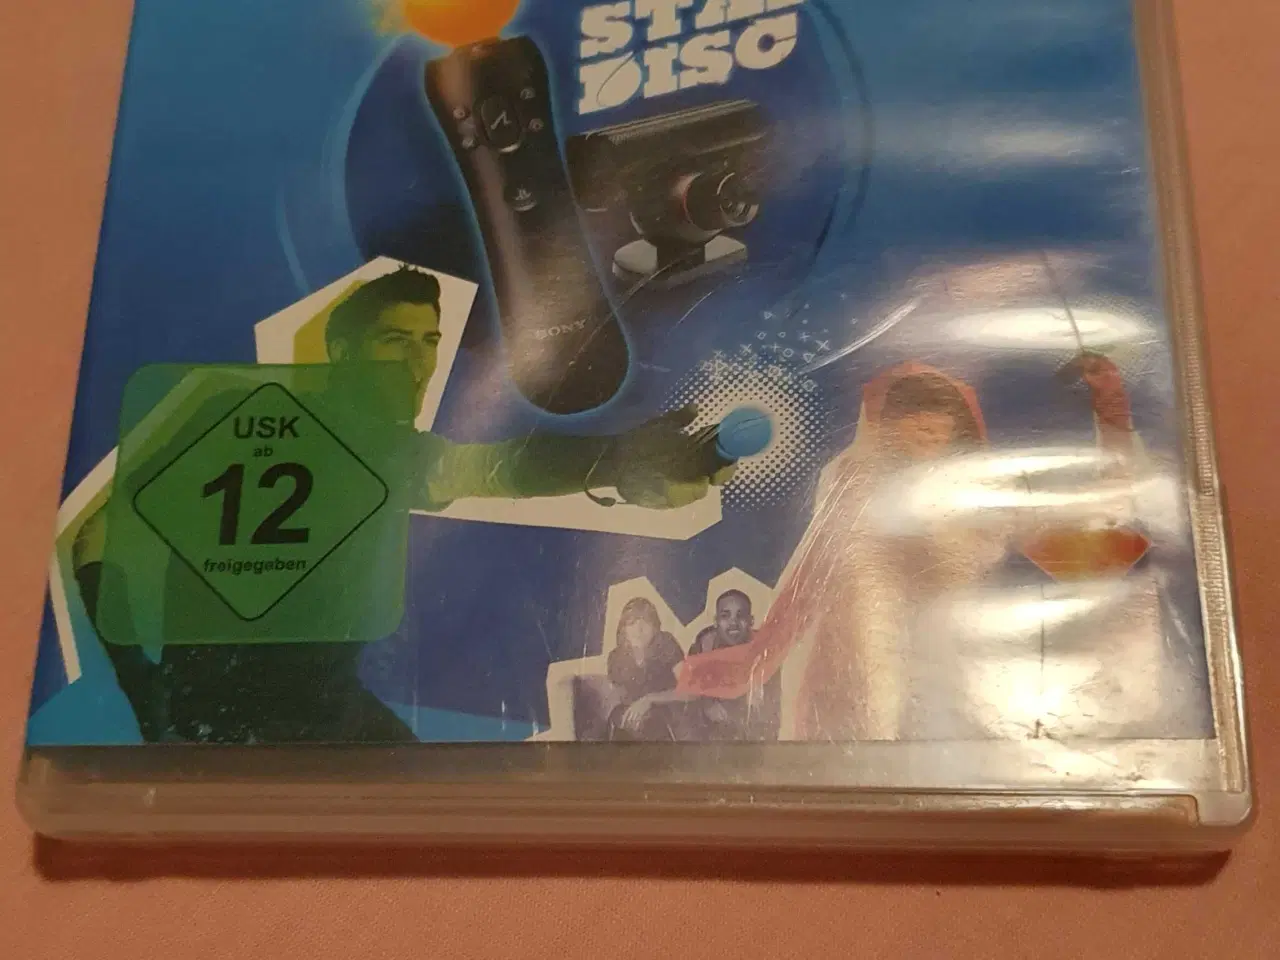 DISC
SONY
USK
ab
12
freigegeben